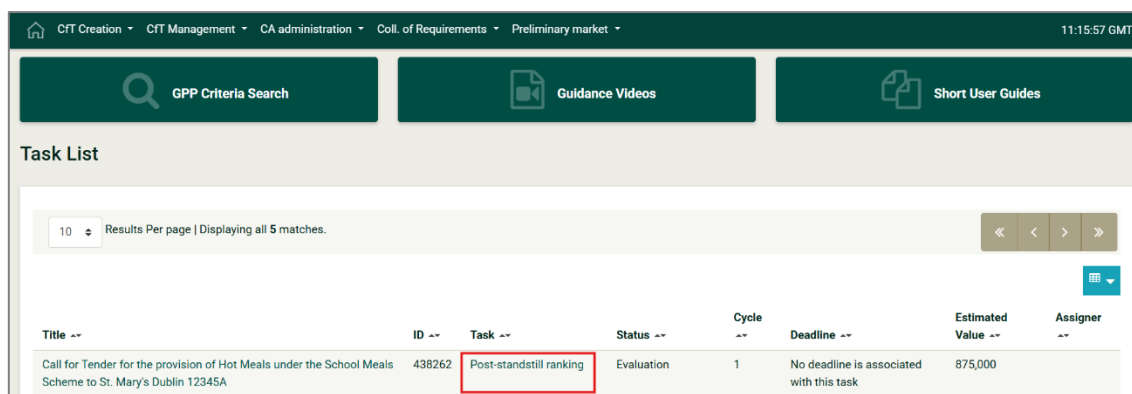 CfT Creation CfT Management CA administration Coll. of Requirements Preliminary market 11:15:57 GMT
GPP Criteria Search Guidance Videos Short User Guides
Task List
10 Results Per page | Displaying all 5 matches.
« < > »
Title ID Task Status Cycle Deadline Estimated Value Assigner
Call for Tender for the provision of Hot Meals under the School Meals 438262 Post-standstill ranking Evaluation 1 No deadline is associated 875,000
Scheme to St. Mary's Dublin 12345A with this task